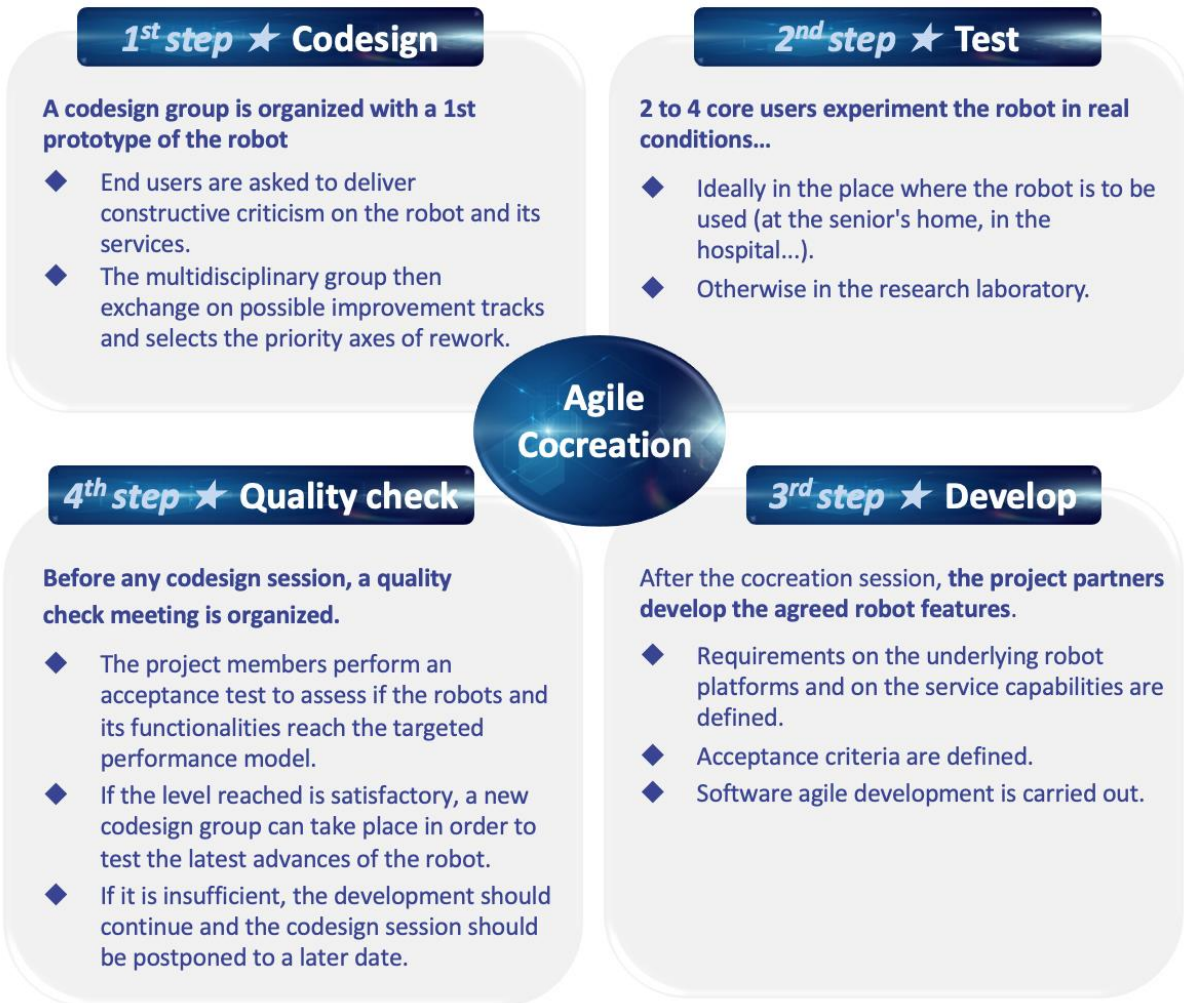 1st step ★ Codesign
A codesign group is organized with a 1st
prototype of the robot
◆ End users are asked to deliver
constructive criticism on the robot and its
services.
◆ The multidisciplinary group then
exchange on possible improvement tracks
and selects the priority axes of rework.
2nd step ★ Test
2 to 4 core users experiment the robot in real
conditions...
◆ Ideally in the place where the robot is to be
used (at the senior's home, in the
hospital...).
◆ Otherwise in the research laboratory.
Agile
Cocreation
3rd step ★ Develop
After the cocreation session, the project partners
develop the agreed robot features.
◆ Requirements on the underlying robot
platforms and on the service capabilities are
defined.
◆ Acceptance criteria are defined.
◆ Software agile development is carried out.
4th step ★ Quality check
Before any codesign session, a quality
check meeting is organized.
◆ The project members perform an
acceptance test to assess if the robots and
its functionalities reach the targeted
performance model.
◆ If the level reached is satisfactory, a new
codesign group can take place in order to
test the latest advances of the robot.
◆ If it is insufficient, the development should
continue and the codesign session should
be postponed to a later date.